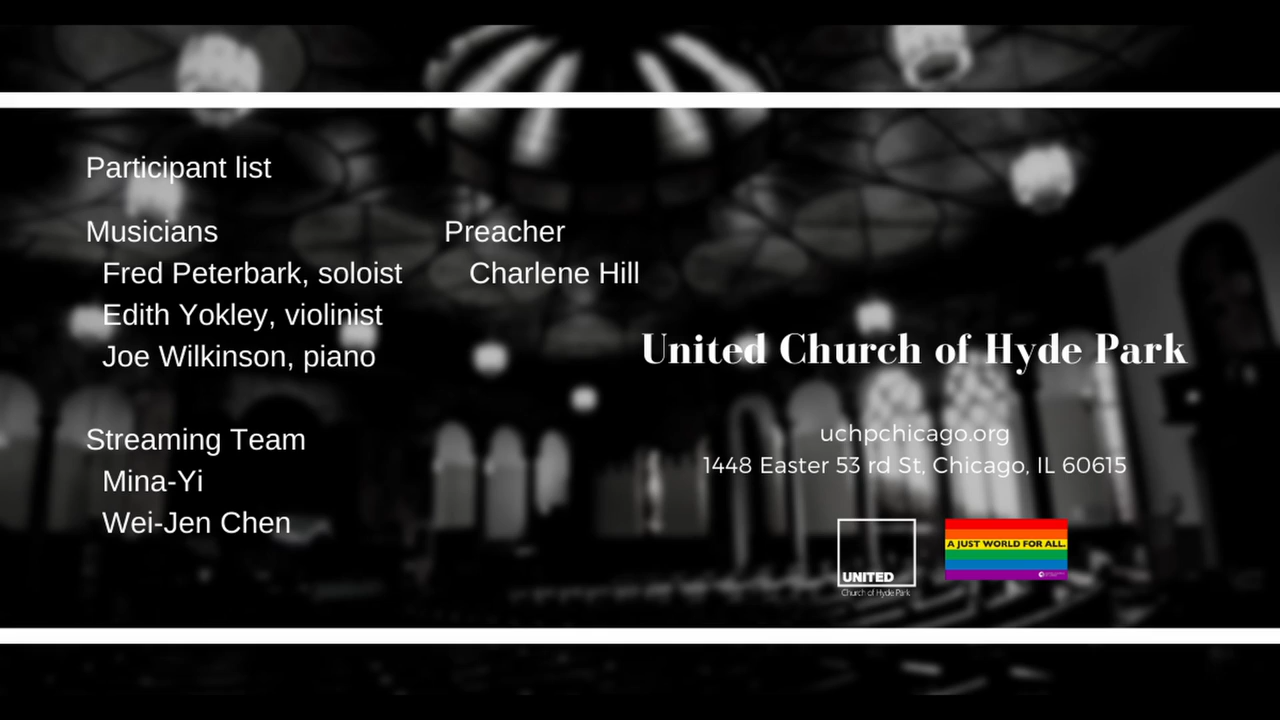 Participant list
Musicians
Fred Peterbark, soloist
Edith Yokley, violinist
Joe Wilkinson, piano
Streaming Team
Mina-Yi
Wei-Jen Chen
Preacher
Charlene Hill
United Church of Hyde Park
uchpchicago.org
1448 Easter 53 rd St, Chicago, IL 60615
UNITED
Church of Hyde Park
A JUST WORLD FOR ALL.